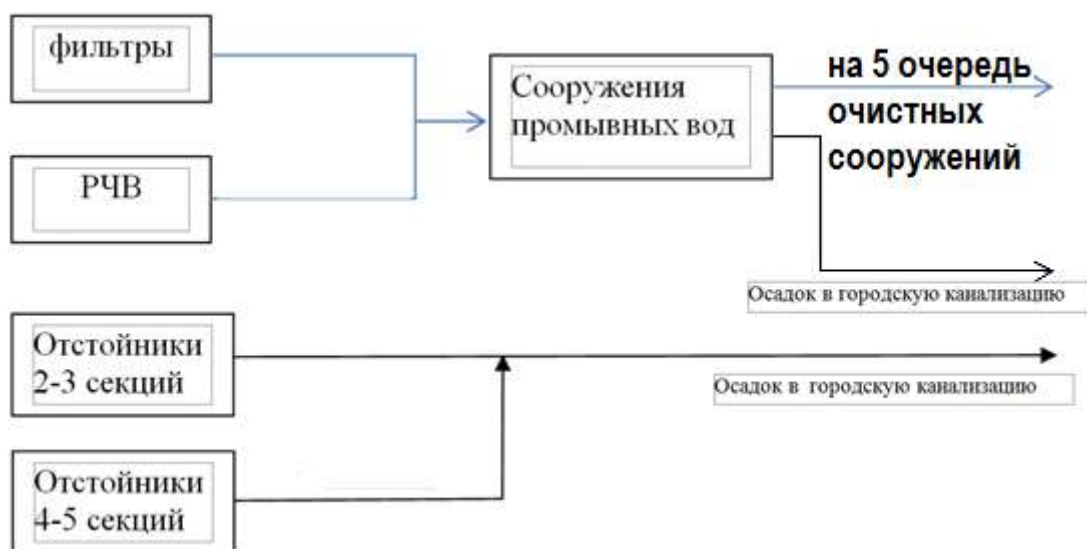 фильтры
РЧВ
Сооружения
промывных вод
на 5 очередь
очистных
сооружений
Осадок в городскую канализацию
Отстойники
2-3 секций
Осадок в городскую канализацию
Отстойники
4-5 секций